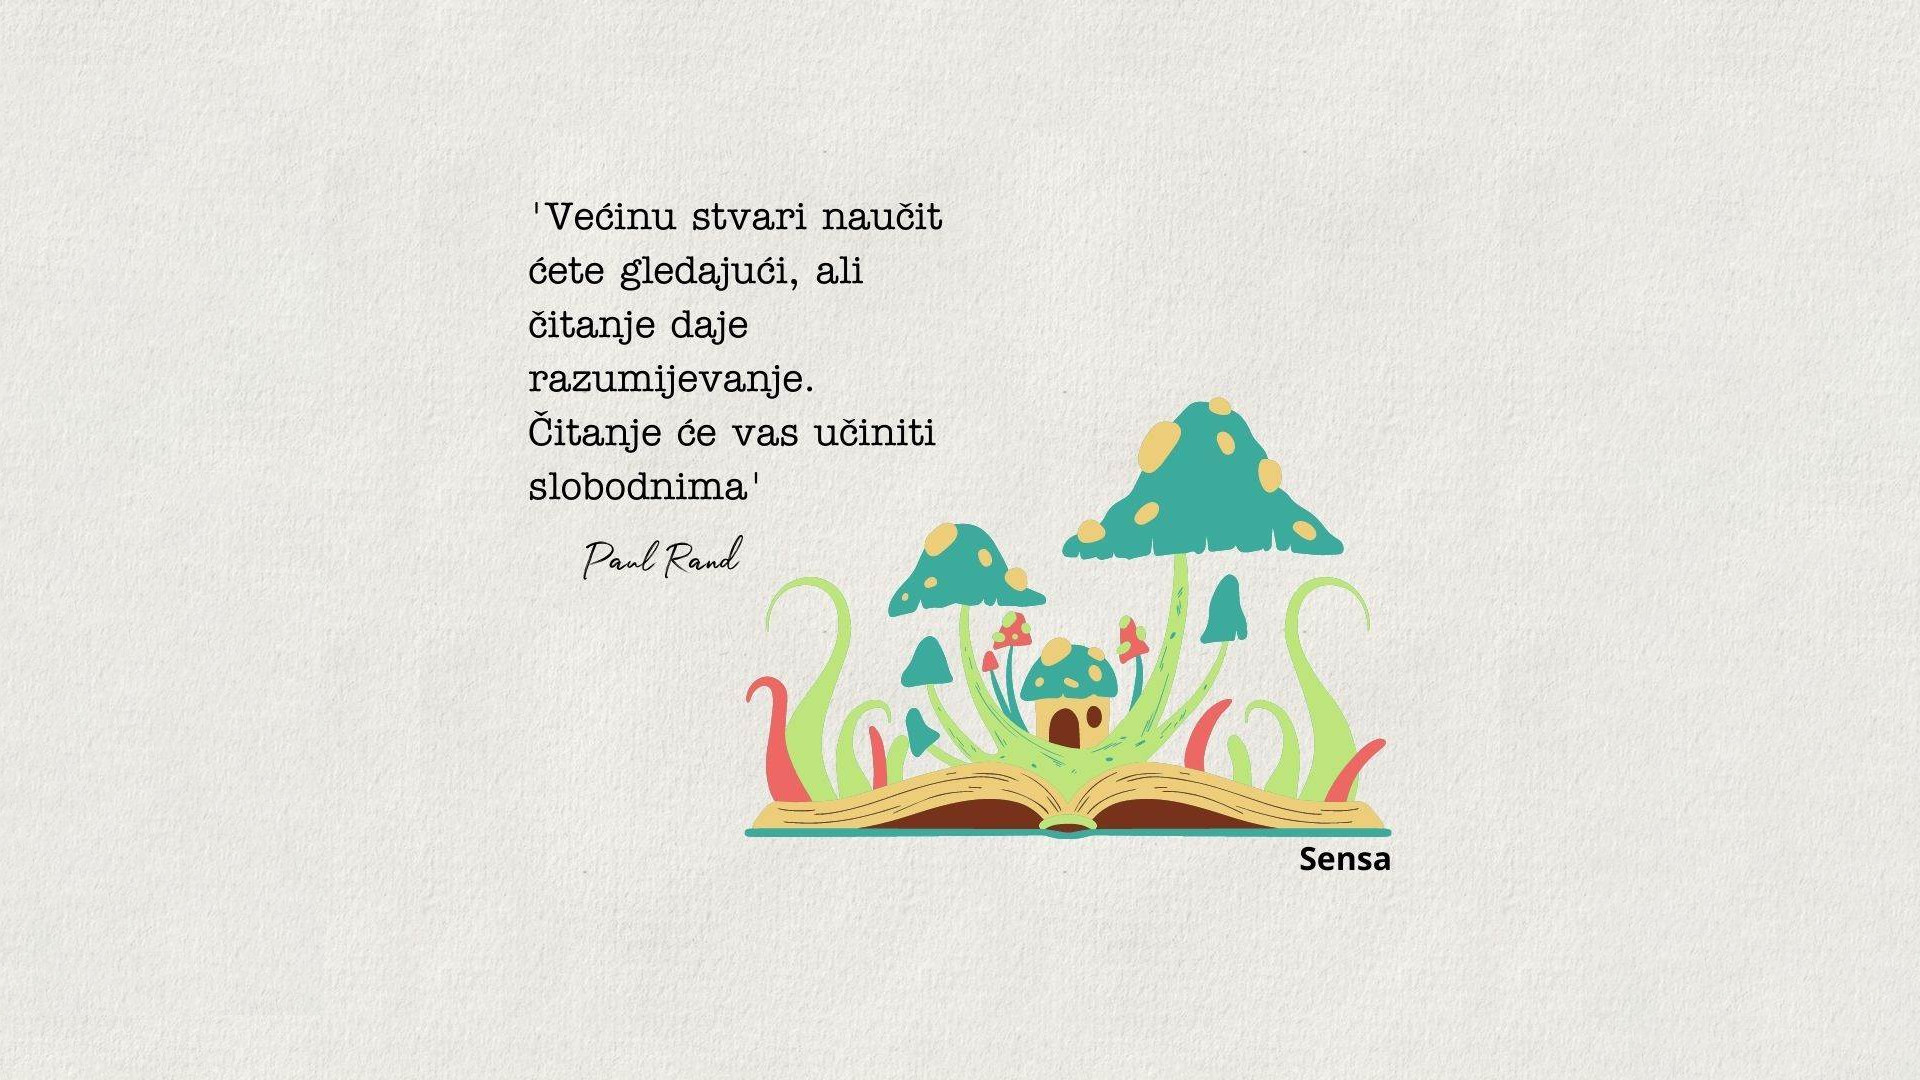 'Većinu stvari naučit
ćete gledajući, ali
čitanje daje
razumijevanje.
Čitanje će vas učiniti
slobodnima'
Paul Rand
Sensa